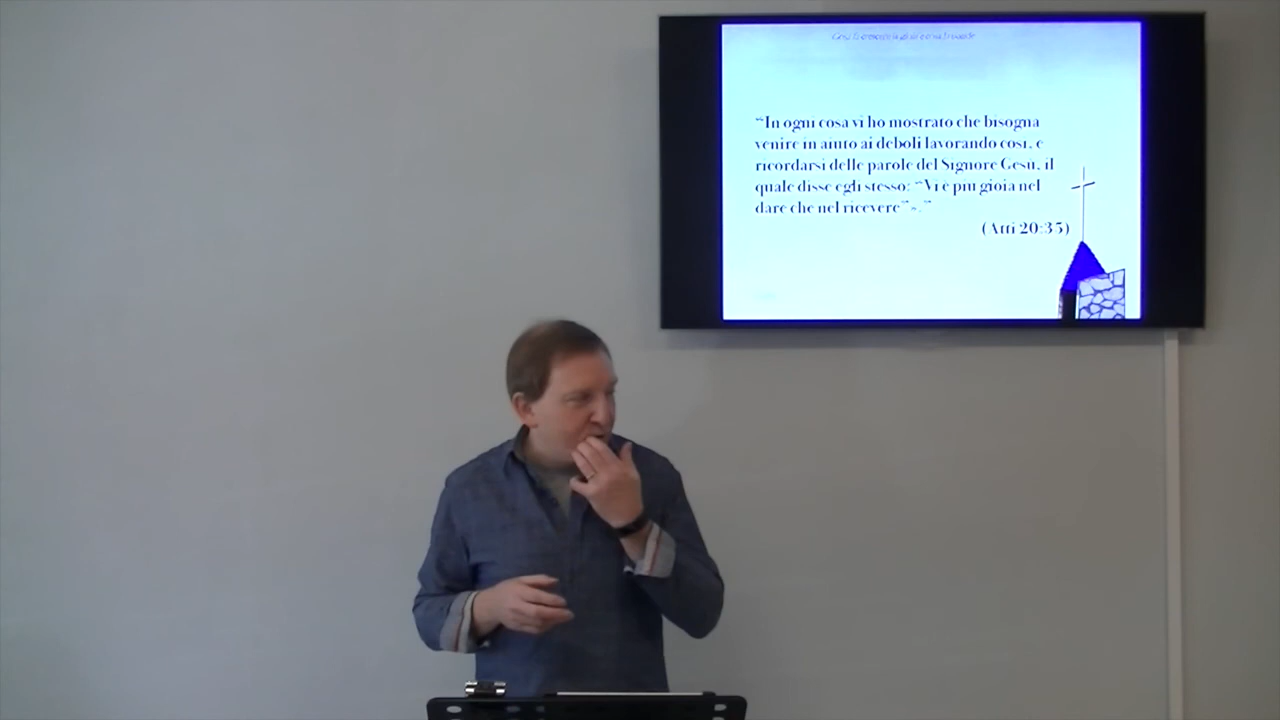 “In ogni cosa vi ho mostrato che bisogna
venire in aiuto ai deboli lavorando così, e
ricordarsi delle parole del Signore Gesù, il
quale disse egli stesso: “Vi è più gioia nel
dare che nel ricevere”».”
(Atti 20:35)